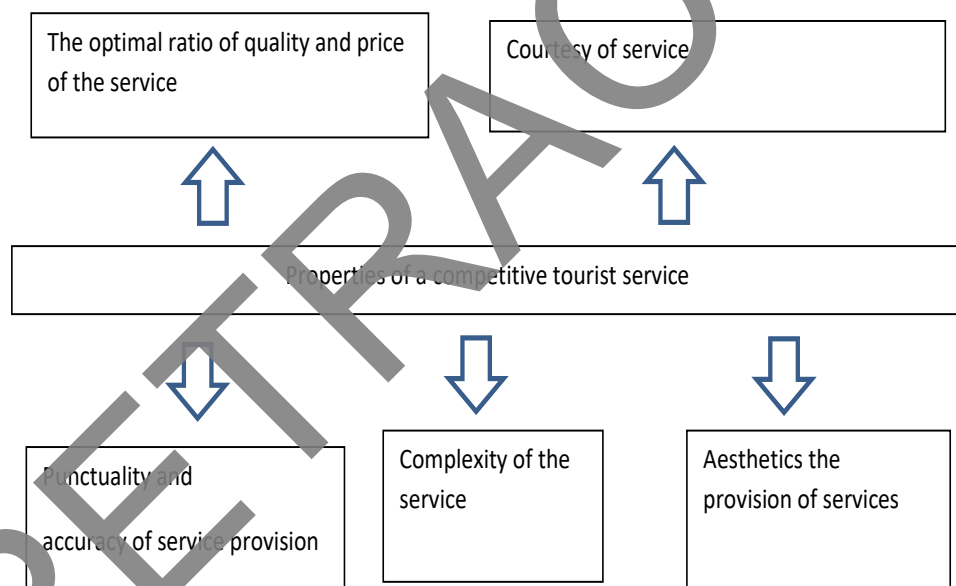 The optimal ratio of quality and price
of the service
Courtesy of service
Properties of a competitive tourist service
Punctuality and
accuracy of service provision
Complexity of the
service
Aesthetics the
provision of services